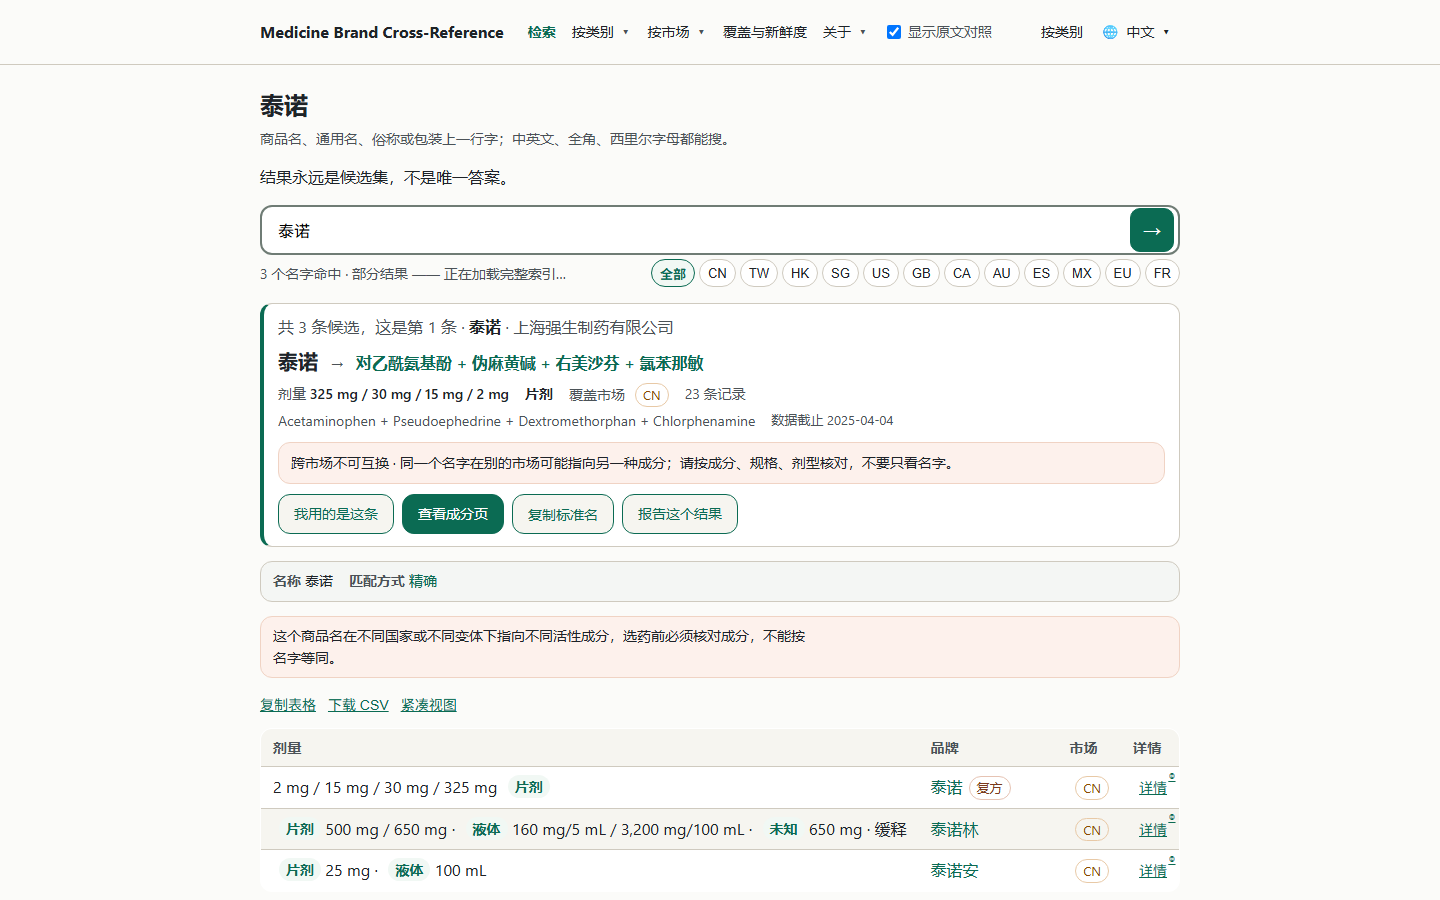 Medicine Brand Cross-Reference 检索 按类别 ▾ 按市场 ▾ 覆盖与新鲜度 关于 ▾ 显示原文对照 按类别 中文 ▾
泰诺
商品名、通用名、俗称或包装上一行字；中英文、全角、西里尔字母都能搜。
结果永远是候选集，不是唯一答案。
泰诺 →
3 个名字命中 · 部分结果 —— 正在加载完整索引… 全部 CN TW HK SG US GB CA AU ES MX EU FR
共 3 条候选，这是第 1 条 · 泰诺 · 上海强生制药有限公司
泰诺 → 对乙酰氨基酚 + 伪麻黄碱 + 右美沙芬 + 氯苯那敏
剂量 325 mg / 30 mg / 15 mg / 2 mg 片剂 覆盖市场 CN 23 条记录
Acetaminophen + Pseudoephedrine + Dextromethorphan + Chlorphenamine 数据截止 2025-04-04
跨市场不可互换 · 同一个名字在别的市场可能指向另一种成分；请按成分、规格、剂型核对，不要只看名字。
我用的是这条 查看成分页 复制标准名 报告这个结果
名称 泰诺 匹配方式 精确
这个商品名在不同国家或不同变体下指向不同活性成分，选药前必须核对成分，不能按
名字等同。
复制表格 下载 CSV 紧凑视图
剂量 品牌 市场 详情
2 mg / 15 mg / 30 mg / 325 mg 片剂 泰诺 复方 CN 详情
片剂 500 mg / 650 mg · 液体 160 mg/5 mL / 3,200 mg/100 mL · 未知 650 mg · 缓释 泰诺林 CN 详情
片剂 25 mg · 液体 100 mL 泰诺安 CN 详情